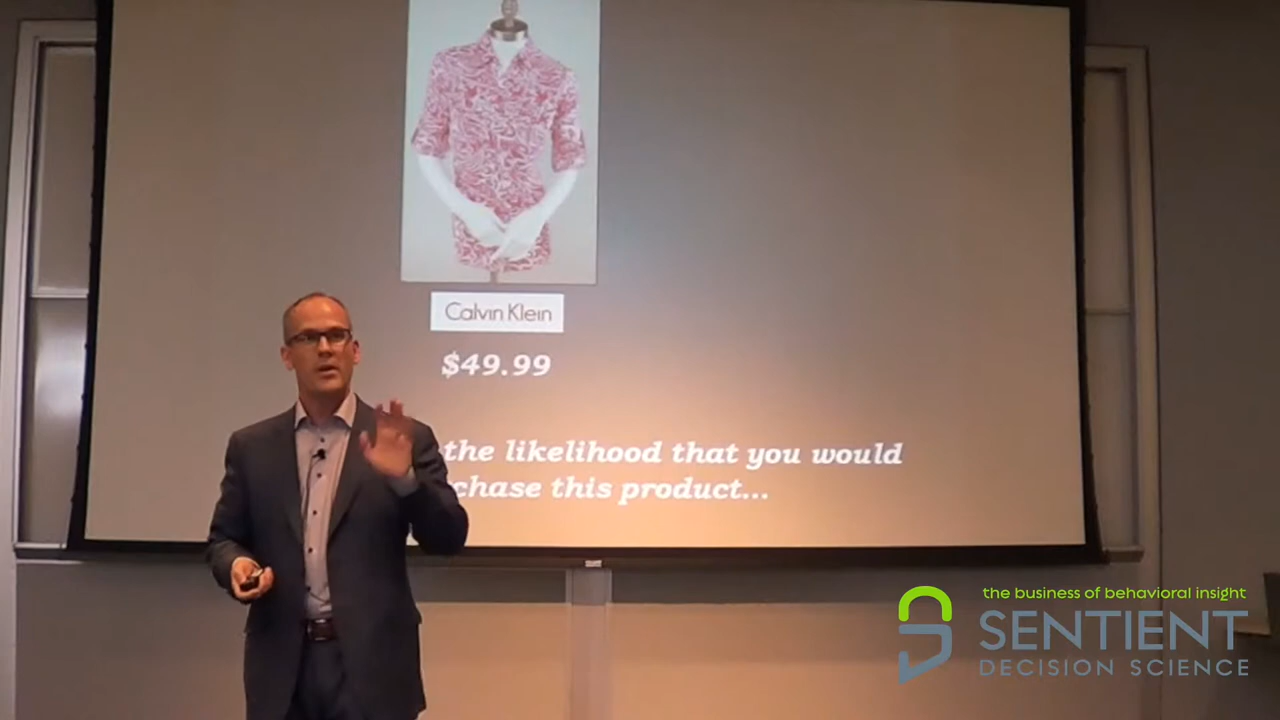 Calvin Klein
$49.99
the likelihood that you would
chase this product...
the business of behavioral insight
SENTIENT
DECISION SCIENCE